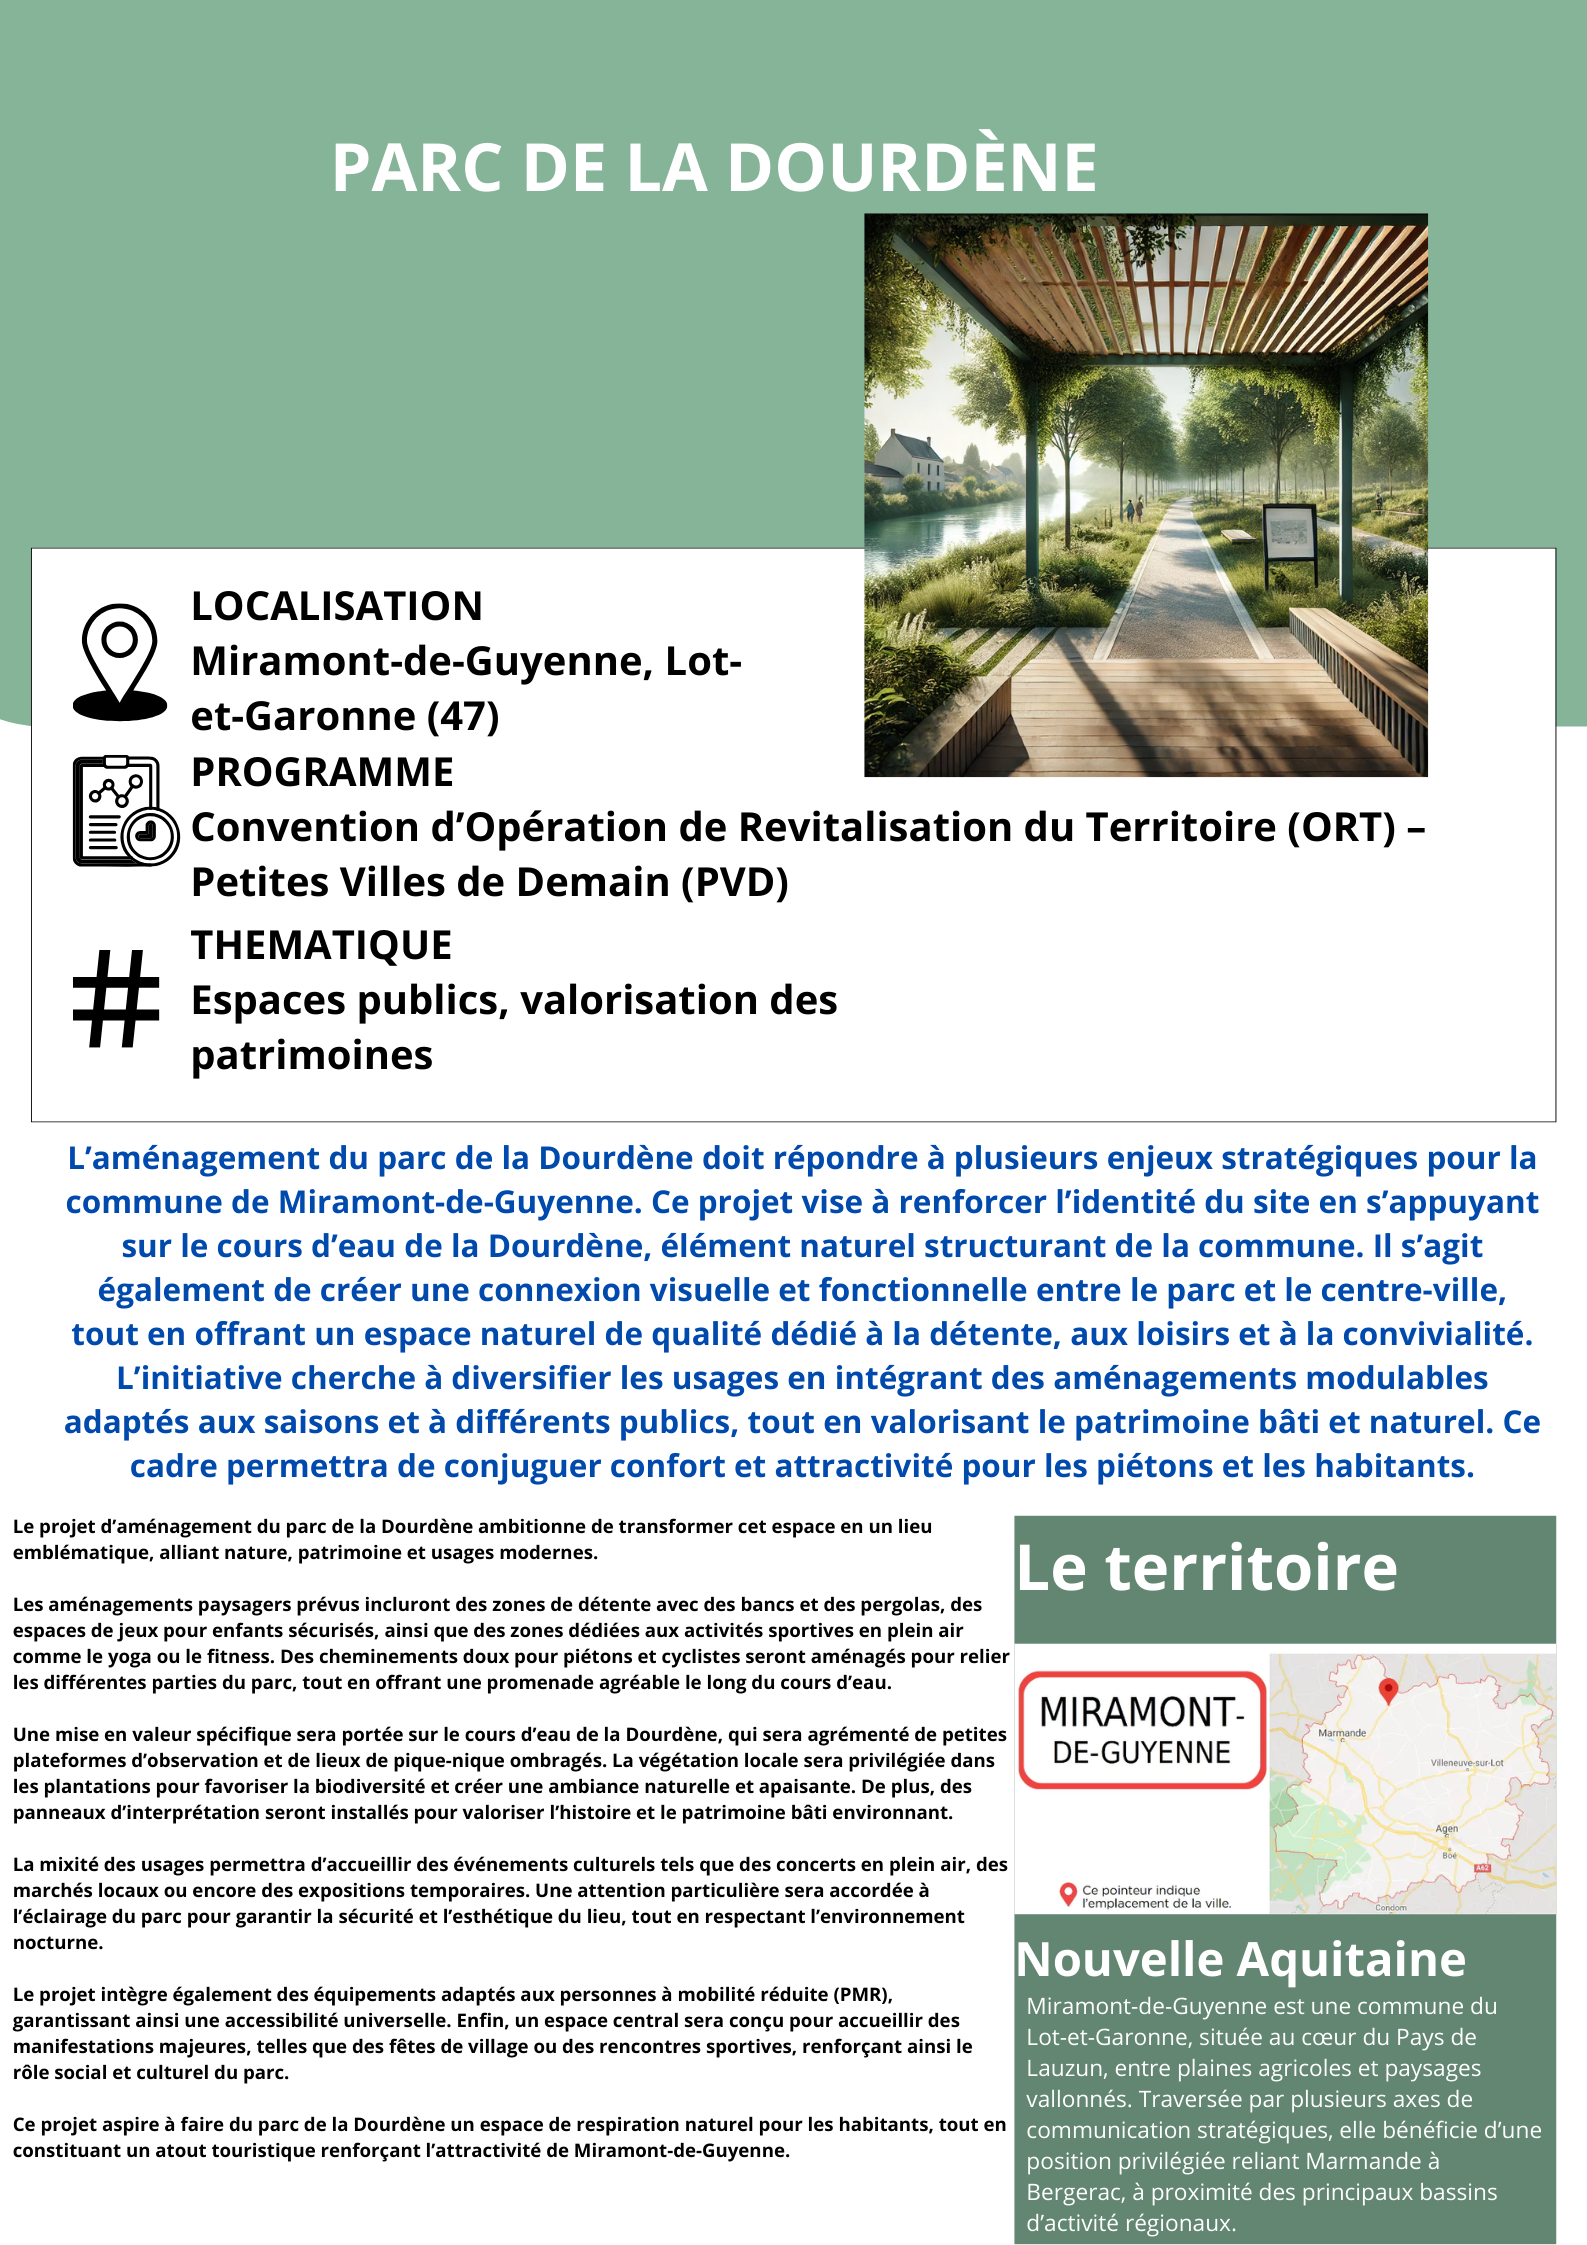 PARC DE LA DOURDÈNE
LOCALISATION
Miramont-de-Guyenne, Lot-
et-Garonne (47)
PROGRAMME
Convention d’Opération de Revitalisation du Territoire (ORT) –
Petites Villes de Demain (PVD)
THEMATIQUE
Espaces publics, valorisation des
patrimoines
L’aménagement du parc de la Dourdène doit répondre à plusieurs enjeux stratégiques pour la
commune de Miramont-de-Guyenne. Ce projet vise à renforcer l’identité du site en s’appuyant
sur le cours d’eau de la Dourdène, élément naturel structurant de la commune. Il s’agit
également de créer une connexion visuelle et fonctionnelle entre le parc et le centre-ville,
tout en offrant un espace naturel de qualité dédié à la détente, aux loisirs et à la convivialité.
L’initiative cherche à diversifier les usages en intégrant des aménagements modulables
adaptés aux saisons et à différents publics, tout en valorisant le patrimoine bâti et naturel. Ce
cadre permettra de conjuguer confort et attractivité pour les piétons et les habitants.
Le projet d’aménagement du parc de la Dourdène ambitionne de transformer cet espace en un lieu
emblématique, alliant nature, patrimoine et usages modernes.
Les aménagements paysagers prévus incluront des zones de détente avec des bancs et des pergolas, des
espaces de jeux pour enfants sécurisés, ainsi que des zones dédiées aux activités sportives en plein air
comme le yoga ou le fitness. Des cheminements doux pour piétons et cyclistes seront aménagés pour relier
les différentes parties du parc, tout en offrant une promenade agréable le long du cours d’eau.
Une mise en valeur spécifique sera portée sur le cours d’eau de la Dourdène, qui sera agrémenté de petites
plateformes d’observation et de lieux de pique-nique ombragés. La végétation locale sera privilégiée dans
les plantations pour favoriser la biodiversité et créer une ambiance naturelle et apaisante. De plus, des
panneaux d’interprétation seront installés pour valoriser l’histoire et le patrimoine bâti environnant.
La mixité des usages permettra d’accueillir des événements culturels tels que des concerts en plein air, des
marchés locaux ou encore des expositions temporaires. Une attention particulière sera accordée à
l’éclairage du parc pour garantir la sécurité et l’esthétique du lieu, tout en respectant l’environnement
nocturne.
Le projet intègre également des équipements adaptés aux personnes à mobilité réduite (PMR),
garantissant ainsi une accessibilité universelle. Enfin, un espace central sera conçu pour accueillir des
manifestations majeures, telles que des fêtes de village ou des rencontres sportives, renforçant ainsi le
rôle social et culturel du parc.
Ce projet aspire à faire du parc de la Dourdène un espace de respiration naturel pour les habitants, tout en
constituant un atout touristique renforçant l’attractivité de Miramont-de-Guyenne.
Le territoire
MIRAMONT-
DE-GUYENNE
Marmande
Villeneuve-sur-Lot
Agen
Boé
A62
Condom
Ce pointeur indique
l’emplacement de la ville.
Nouvelle Aquitaine
Miramont-de-Guyenne est une commune du
Lot-et-Garonne, située au cœur du Pays de
Lauzun, entre plaines agricoles et paysages
vallonnés. Traversée par plusieurs axes de
communication stratégiques, elle bénéficie d’une
position privilégiée reliant Marmande à
Bergerac, à proximité des principaux bassins
d’activité régionaux.